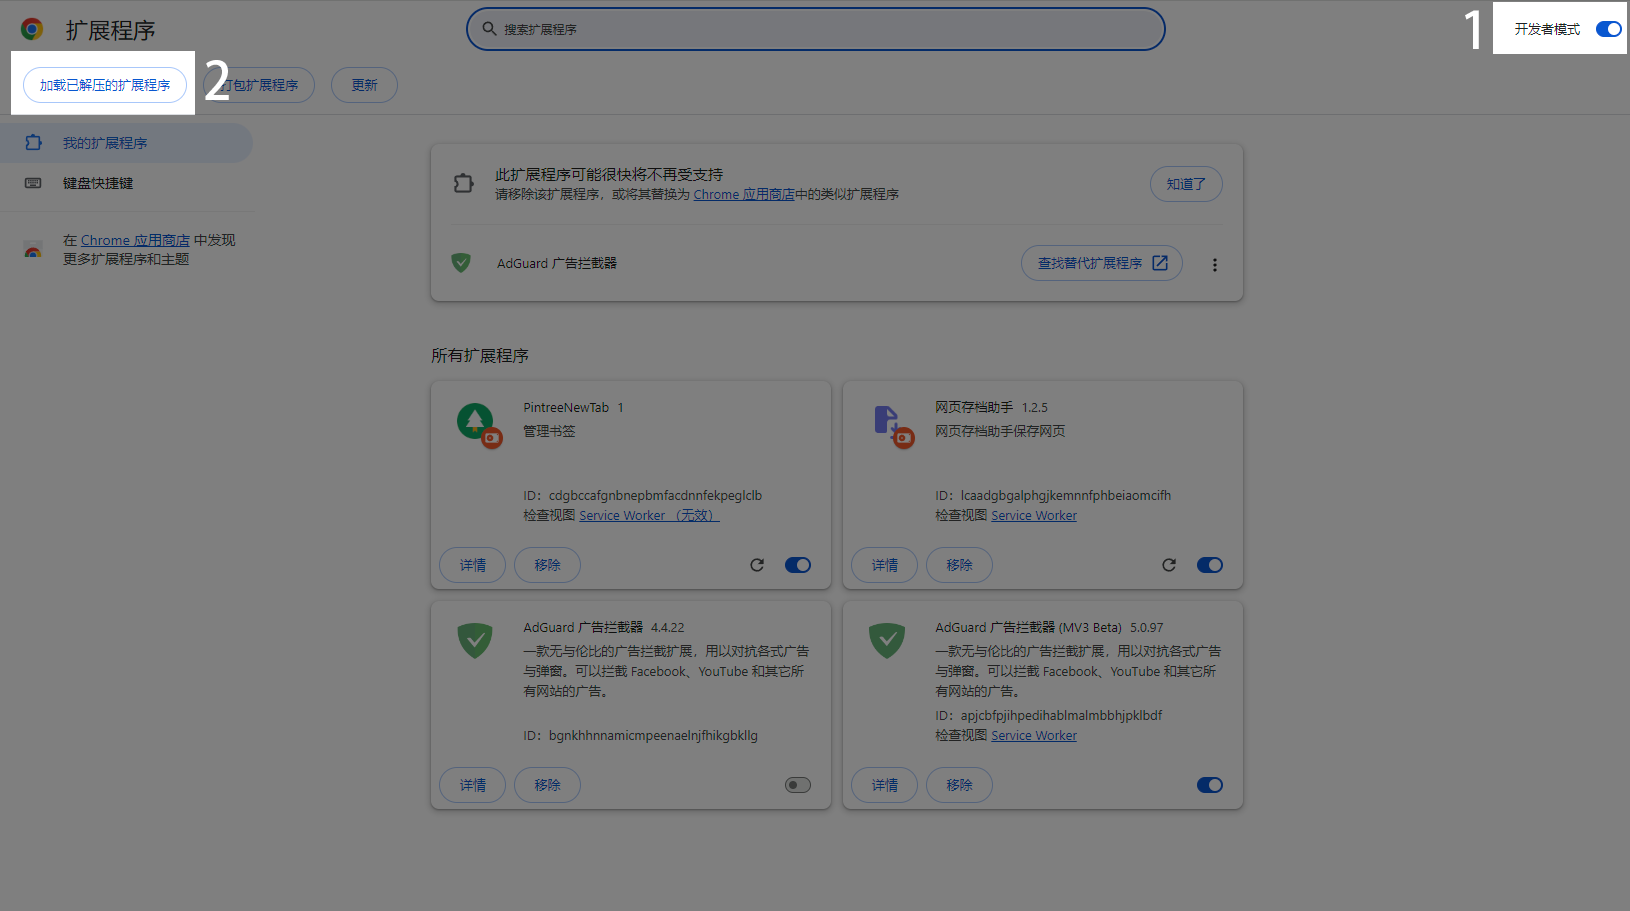 扩展程序
搜索扩展程序
1
开发者模式
加载已解压的扩展程序
2
打包扩展程序
更新
我的扩展程序
键盘快捷键
在 Chrome 应用商店 中发现
更多扩展程序和主题
此扩展程序可能很快将不再受支持
请移除该扩展程序，或将其替换为 Chrome 应用商店中的类似扩展程序
知道了
AdGuard 广告拦截器
查找替代扩展程序
所有扩展程序
PintreeNewTab 1
管理书签
ID：cdgbccafgnbnepbmfacdnnfekpeglclb
检查视图 Service Worker （无效）
详情
移除
网页存档助手 1.2.5
网页存档助手保存网页
ID：lcaadgbgalphgjkemnnfphbeiaomcifh
检查视图 Service Worker
详情
移除
AdGuard 广告拦截器 4.4.22
一款无与伦比的广告拦截扩展，用以对抗各式广告
与弹窗。可以拦截 Facebook、YouTube 和其它所
有网站的广告。
ID：bgnkhhnnamicmpeenaelnjfhikgbkllg
详情
移除
AdGuard 广告拦截器 (MV3 Beta) 5.0.97
一款无与伦比的广告拦截扩展，用以对抗各式广告
与弹窗。可以拦截 Facebook、YouTube 和其它所
有网站的广告。
ID：apjcbfpjihpedihablmalmbbhjpklbdf
检查视图 Service Worker
详情
移除